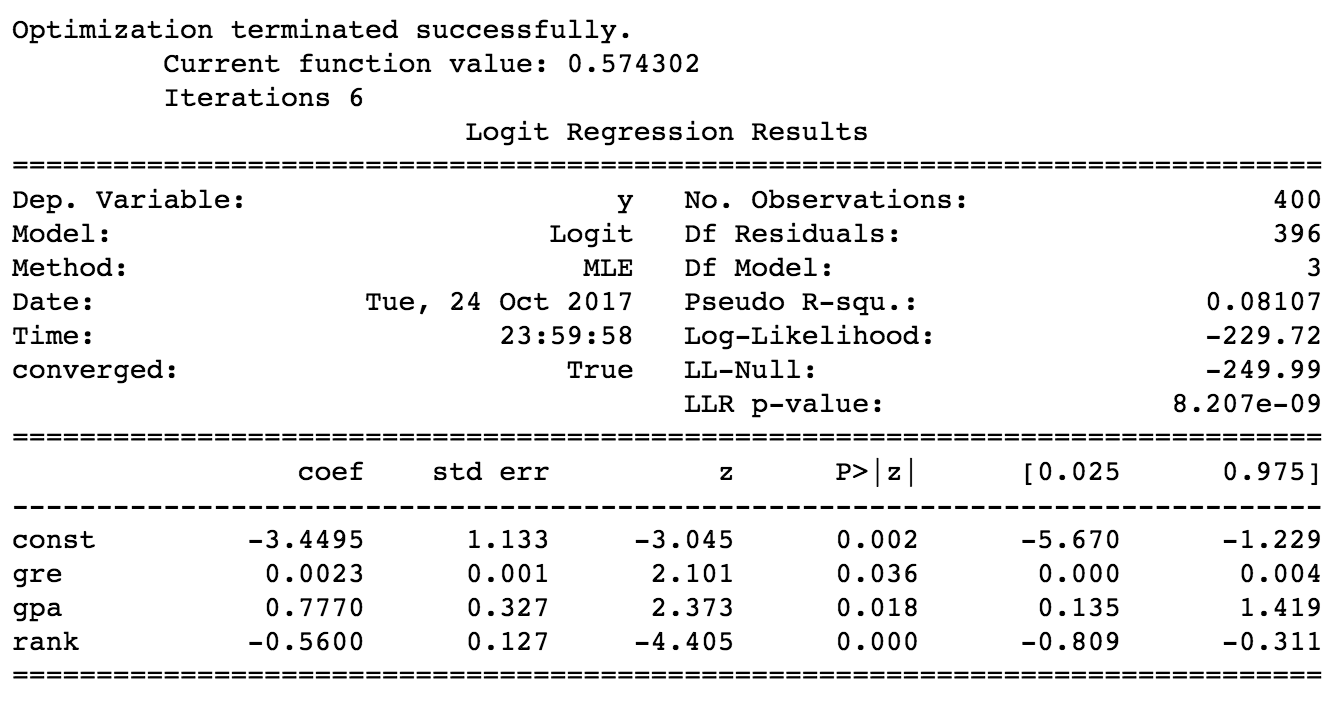 Optimization terminated successfully.
         Current function value: 0.574302
         Iterations 6
                           Logit Regression Results
==============================================================================
Dep. Variable:                      y   No. Observations:                  400
Model:                          Logit   Df Residuals:                      396
Method:                           MLE   Df Model:                            3
Date:                Tue, 24 Oct 2017   Pseudo R-squ.:                 0.08107
Time:                        23:59:58   Log-Likelihood:                -229.72
converged:                       True   LL-Null:                       -249.99
                                        LLR p-value:                 8.207e-09
==============================================================================
                 coef    std err          z      P>|z|      [0.025      0.975]
------------------------------------------------------------------------------
const         -3.4495      1.133     -3.045      0.002      -5.670      -1.229
gre            0.0023      0.001      2.101      0.036       0.000       0.004
gpa            0.7770      0.327      2.373      0.018       0.135       1.419
rank          -0.5600      0.127     -4.405      0.000      -0.809      -0.311
==============================================================================